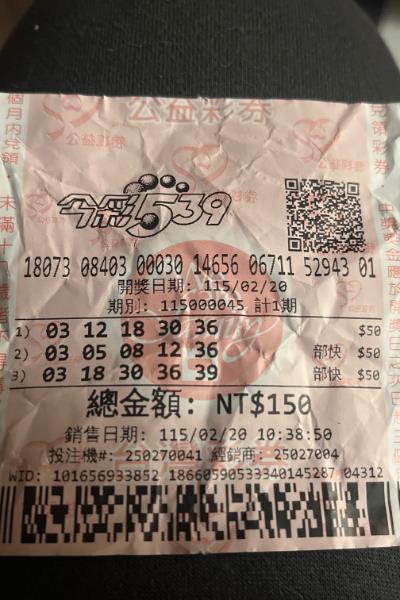 公益彩券
今彩539
18073 08403 00030 14656 06711 52943 01
開獎日期: 115/02/20
期別: 115000045 計1期
1) 03 12 18 30 36 $50
2) 03 05 08 12 36 部快 $50
3) 03 18 30 36 39 部快 $50
總金額: NT$150
銷售日期: 115/02/20 10:38:50
投注機#: 250270041 經銷商: 25027004
WID: 101656933852 18660590533340145287 04312